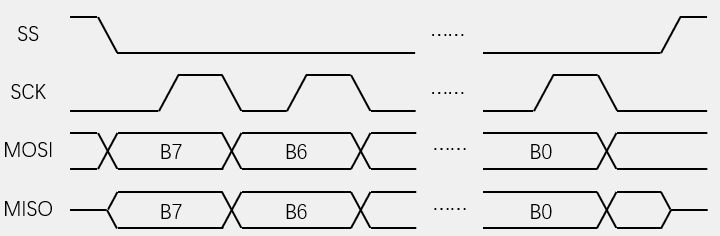 SS ......
SCK ......
MOSI B7 B6 ...... B0
MISO B7 B6 ...... B0